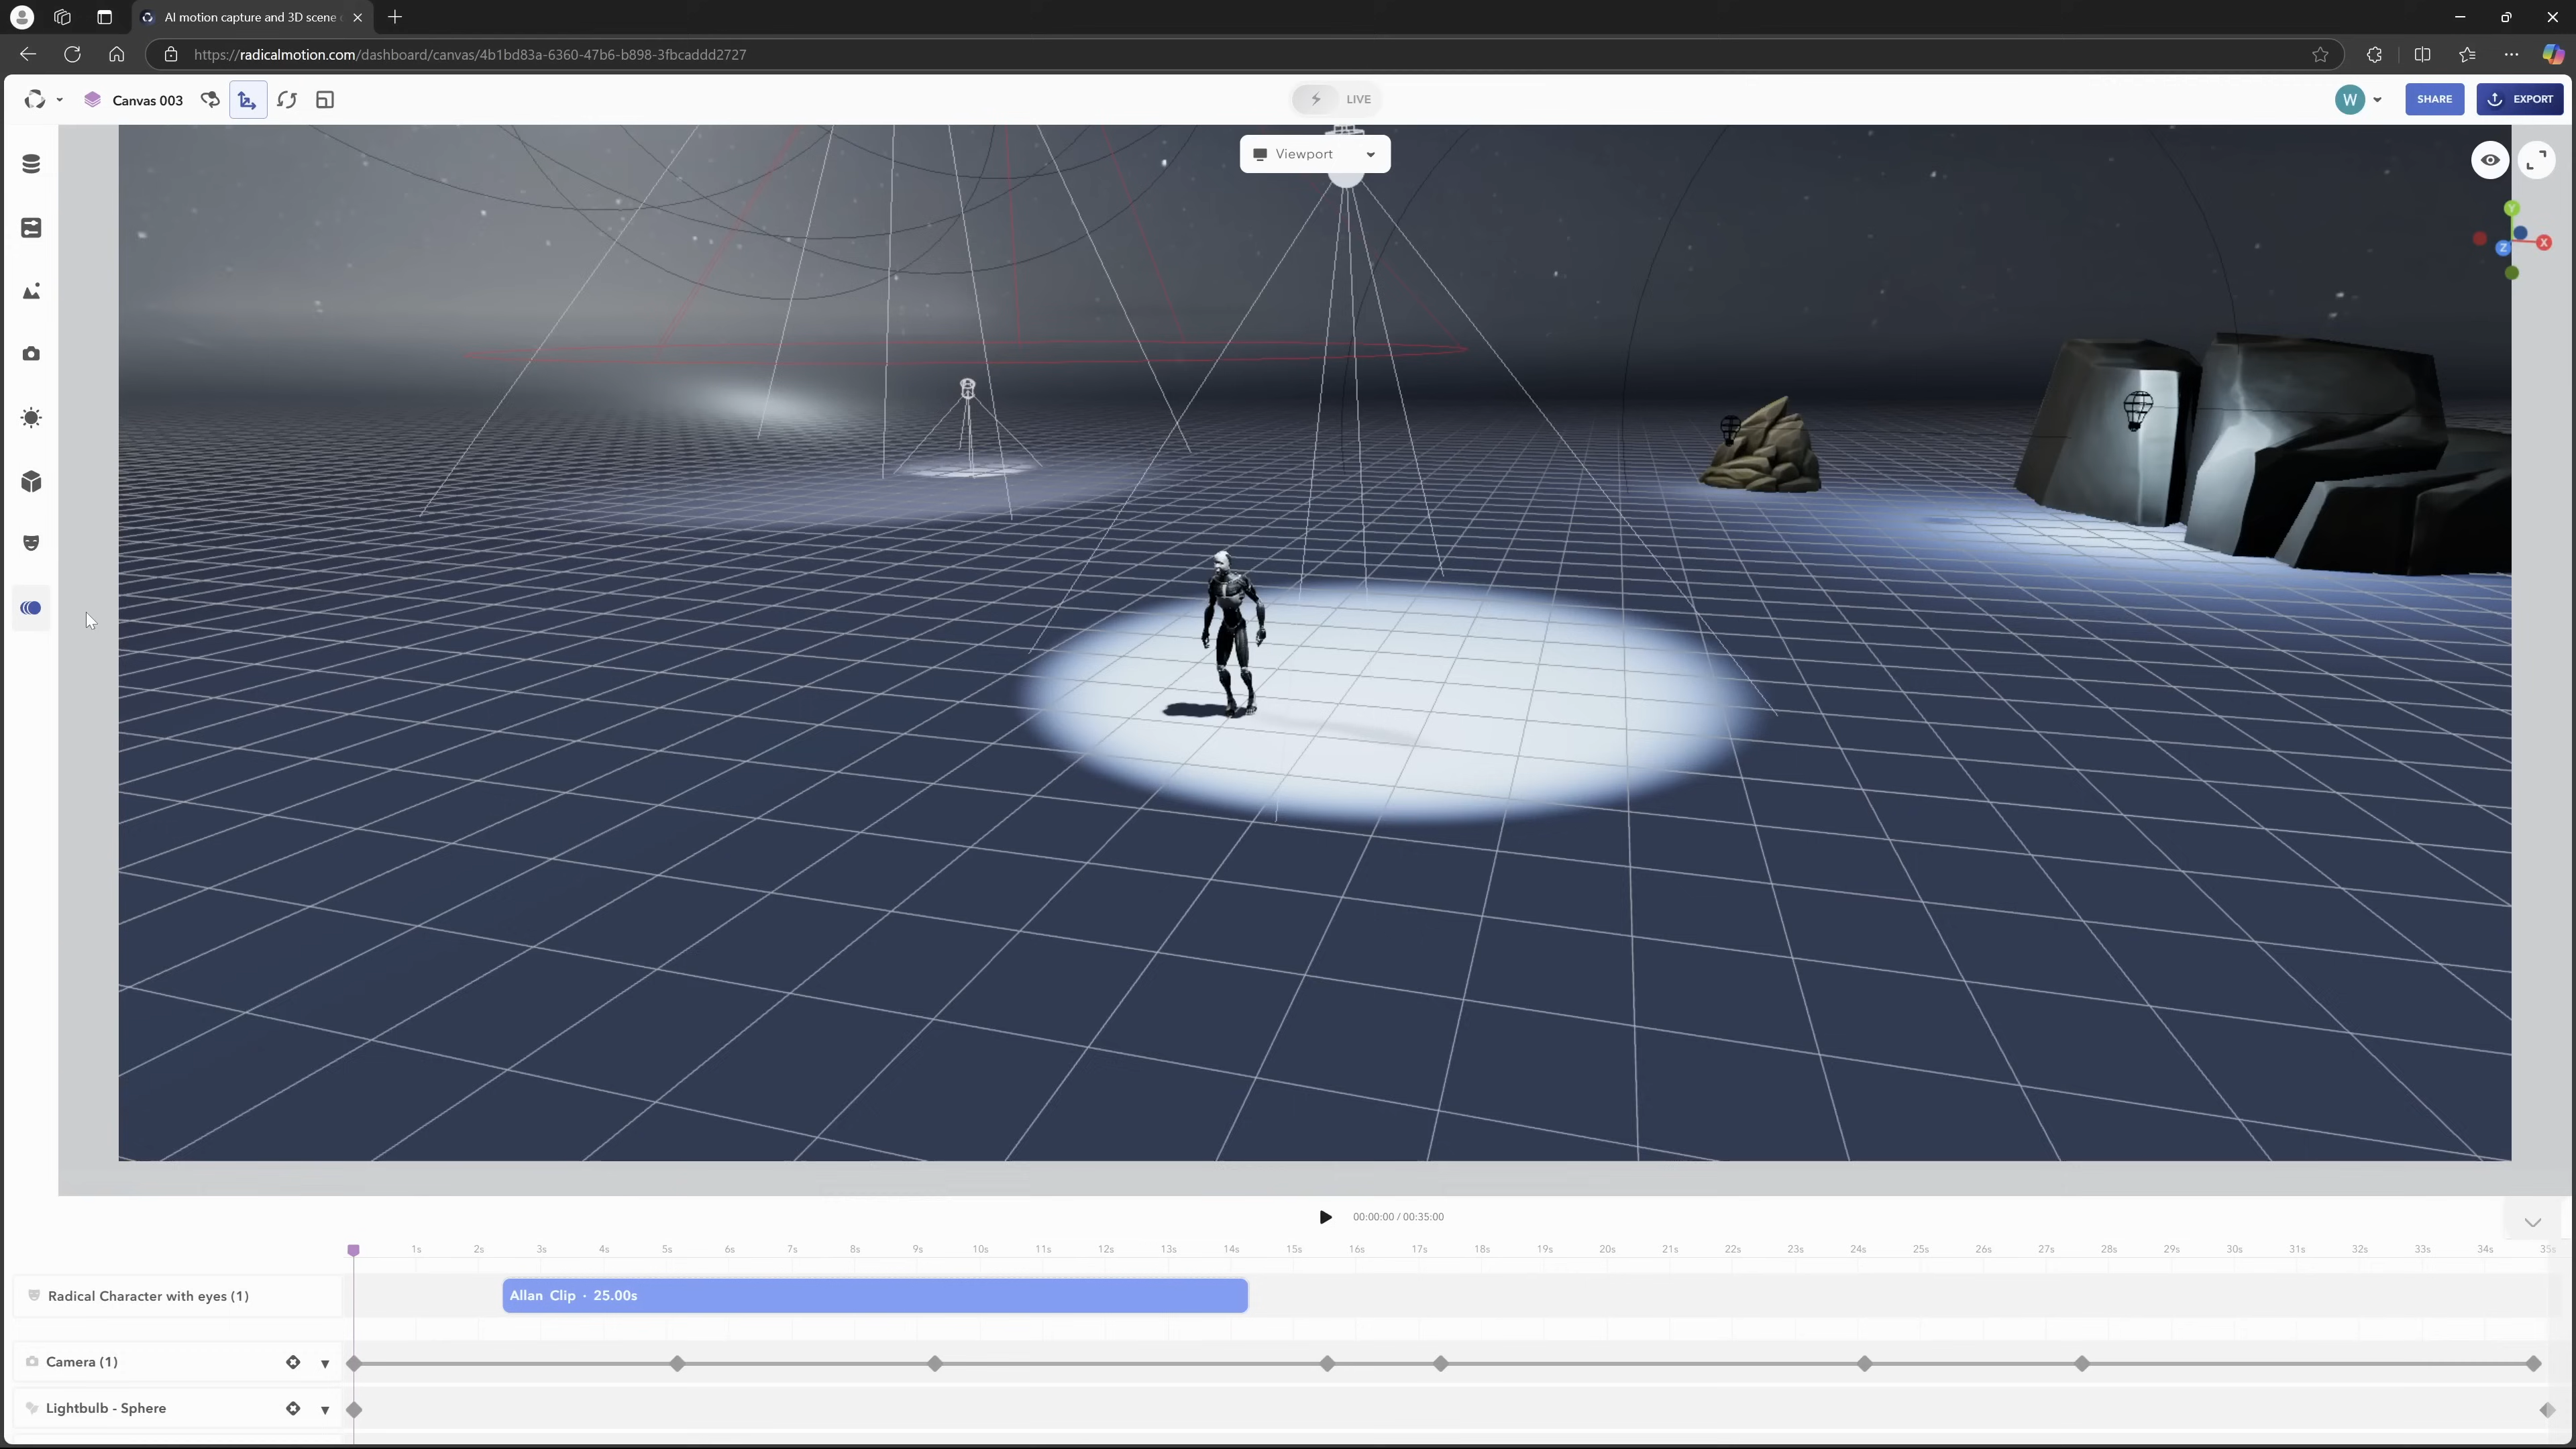 AI motion capture and 3D scene
https://radicalmotion.com/dashboard/canvas/4b1bd83a-6360-47b6-b898-3fbcaddd2727
Canvas 003
LIVE
W
SHARE
EXPORT
Viewport
Y
Z
X
00:00:00 / 00:35:00
1s 2s 3s 4s 5s 6s 7s 8s 9s 10s 11s 12s 13s 14s 15s 16s 17s 18s 19s 20s 21s 22s 23s 24s 25s 26s 27s 28s 29s 30s 31s 32s 33s 34s 35s
Radical Character with eyes (1)
Allan Clip · 25.00s
Camera (1)
Lightbulb - Sphere